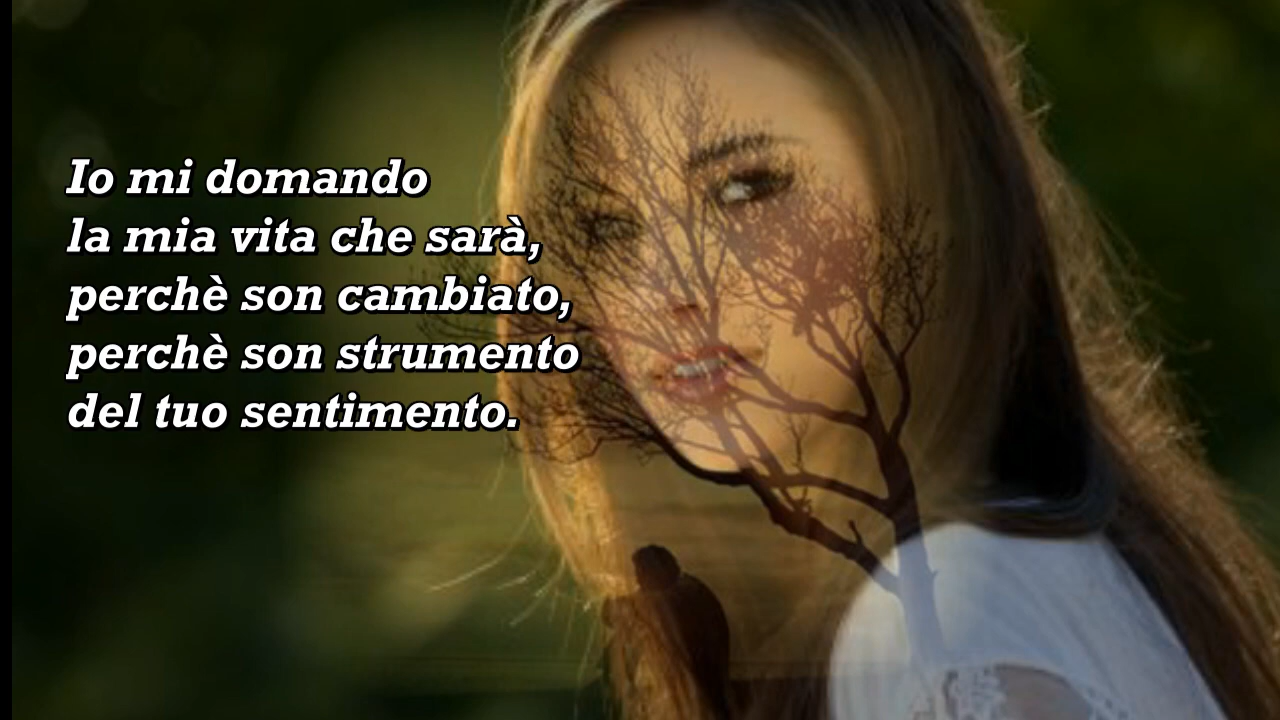 Io mi domando
la mia vita che sarà,
perchè son cambiato,
perchè son strumento
del tuo sentimento.